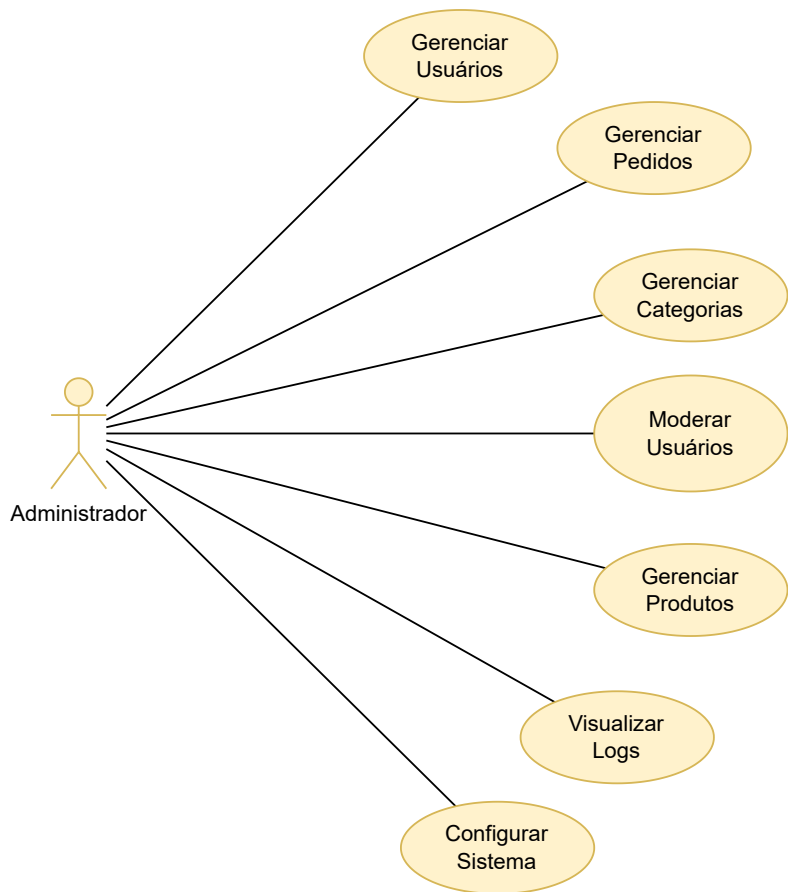 Gerenciar
Usuários
Gerenciar
Pedidos
Gerenciar
Categorias
Moderar
Usuários
Administrador
Gerenciar
Produtos
Visualizar
Logs
Configurar
Sistema